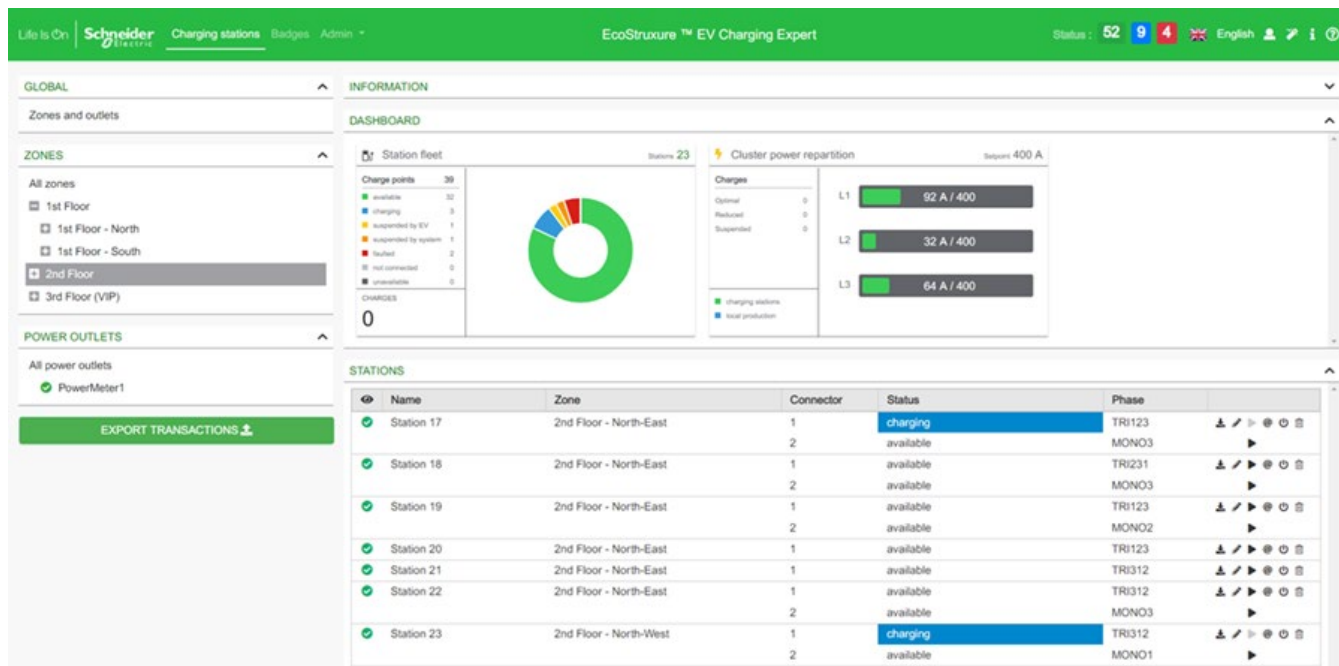 Life Is On Schneider Electric Charging stations Badges Admin EcoStruxure ™ EV Charging Expert Status : 52 9 4 English
GLOBAL
Zones and outlets
ZONES
All zones
1st Floor
1st Floor - North
1st Floor - South
2nd Floor
3rd Floor (VIP)
POWER OUTLETS
All power outlets
PowerMeter1
EXPORT TRANSACTIONS
INFORMATION
DASHBOARD
Station fleet Stations 23
Charge points 39
available 32
charging 3
suspended by EV 1
suspended by system 1
faulted 2
not connected 0
unavailable 0
CHARGES
0
Cluster power repartition Setpoint 400 A
Charges
Optimal 0
Reduced 0
Suspended 0
charging stations
local production
L1 92 A / 400
L2 32 A / 400
L3 64 A / 400
STATIONS
Name Zone Connector Status Phase
Station 17 2nd Floor - North-East 1 charging TRI123
2 available MONO3
Station 18 2nd Floor - North-East 1 available TRI231
2 available MONO3
Station 19 2nd Floor - North-East 1 available TRI123
2 available MONO2
Station 20 2nd Floor - North-East 1 available TRI123
Station 21 2nd Floor - North-East 1 available TRI312
Station 22 2nd Floor - North-East 1 available TRI312
2 available MONO3
Station 23 2nd Floor - North-West 1 charging TRI312
2 available MONO1